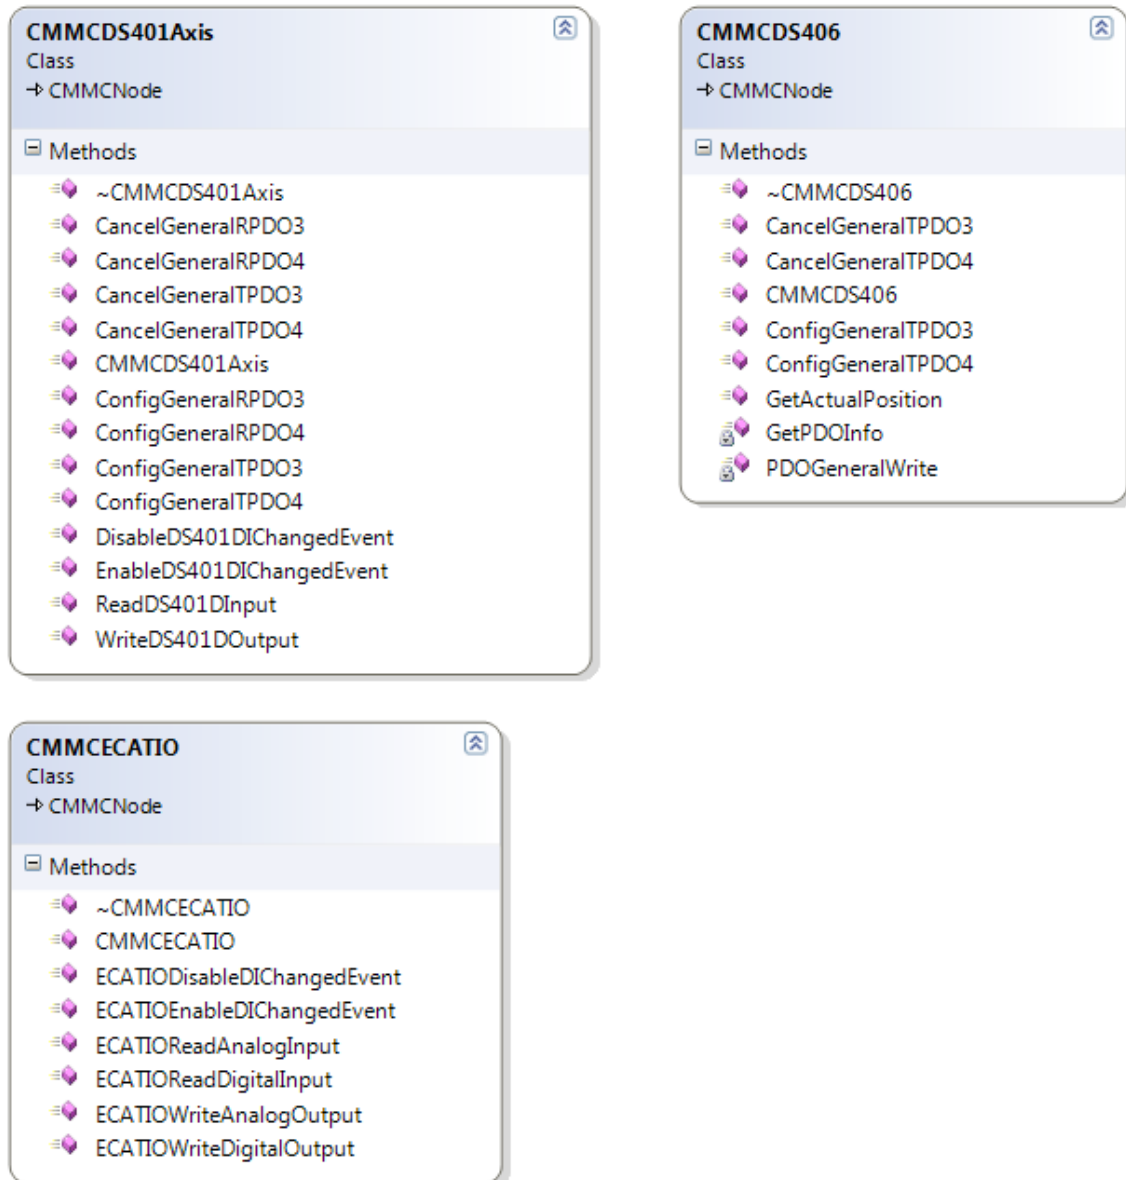 CMMCDS401Axis
Class
CMMCNode
Methods
~CMMCDS401Axis
CancelGeneralRPDO3
CancelGeneralRPDO4
CancelGeneralTPDO3
CancelGeneralTPDO4
CMMCDS401Axis
ConfigGeneralRPDO3
ConfigGeneralRPDO4
ConfigGeneralTPDO3
ConfigGeneralTPDO4
DisableDS401DIChangedEvent
EnableDS401DIChangedEvent
ReadDS401DInput
WriteDS401DOutput
CMMCDS406
Class
CMMCNode
Methods
~CMMCDS406
CancelGeneralTPDO3
CancelGeneralTPDO4
CMMCDS406
ConfigGeneralTPDO3
ConfigGeneralTPDO4
GetActualPosition
GetPDOInfo
PDOGeneralWrite
CMMCECATIO
Class
CMMCNode
Methods
~CMMCECATIO
CMMCECATIO
ECATIODisableDIChangedEvent
ECATIOEnableDIChangedEvent
ECATIOReadAnalogInput
ECATIOReadDigitalInput
ECATIOWriteAnalogOutput
ECATIOWriteDigitalOutput